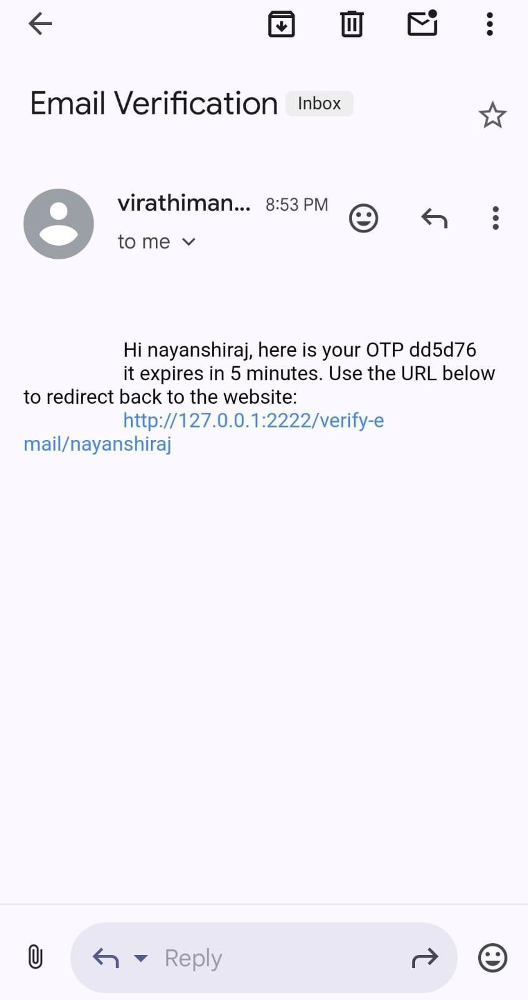 Email Verification Inbox
virathiman... 8:53 PM
to me
Hi nayanshiraj, here is your OTP dd5d76
it expires in 5 minutes. Use the URL below
to redirect back to the website:
http://127.0.0.1:2222/verify-e
mail/nayanshiraj
Reply